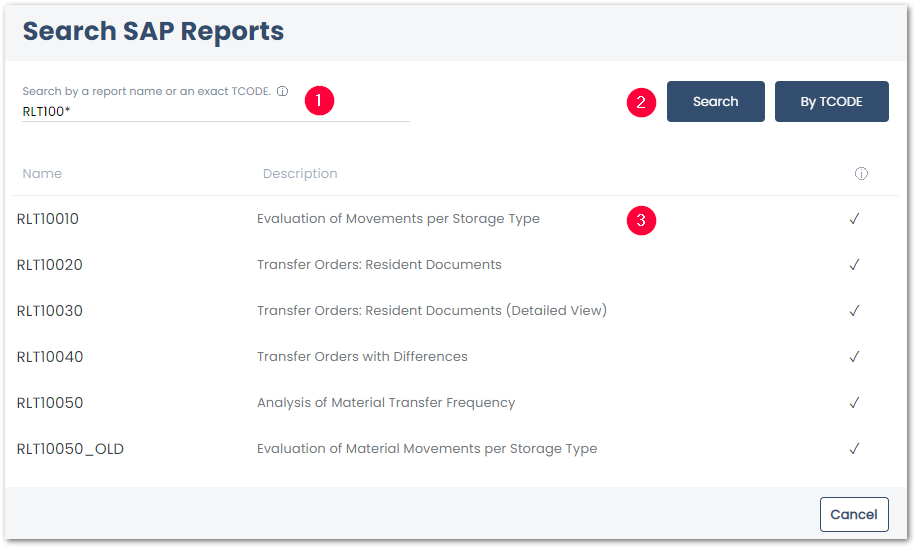 Search SAP Reports
Search by a report name or an exact TCODE. ⓘ
RLT100*
1
2
Search
By TCODE
Name Description ⓘ
RLT10010 Evaluation of Movements per Storage Type 3 ✓
RLT10020 Transfer Orders: Resident Documents ✓
RLT10030 Transfer Orders: Resident Documents (Detailed View) ✓
RLT10040 Transfer Orders with Differences ✓
RLT10050 Analysis of Material Transfer Frequency ✓
RLT10050_OLD Evaluation of Material Movements per Storage Type ✓
Cancel